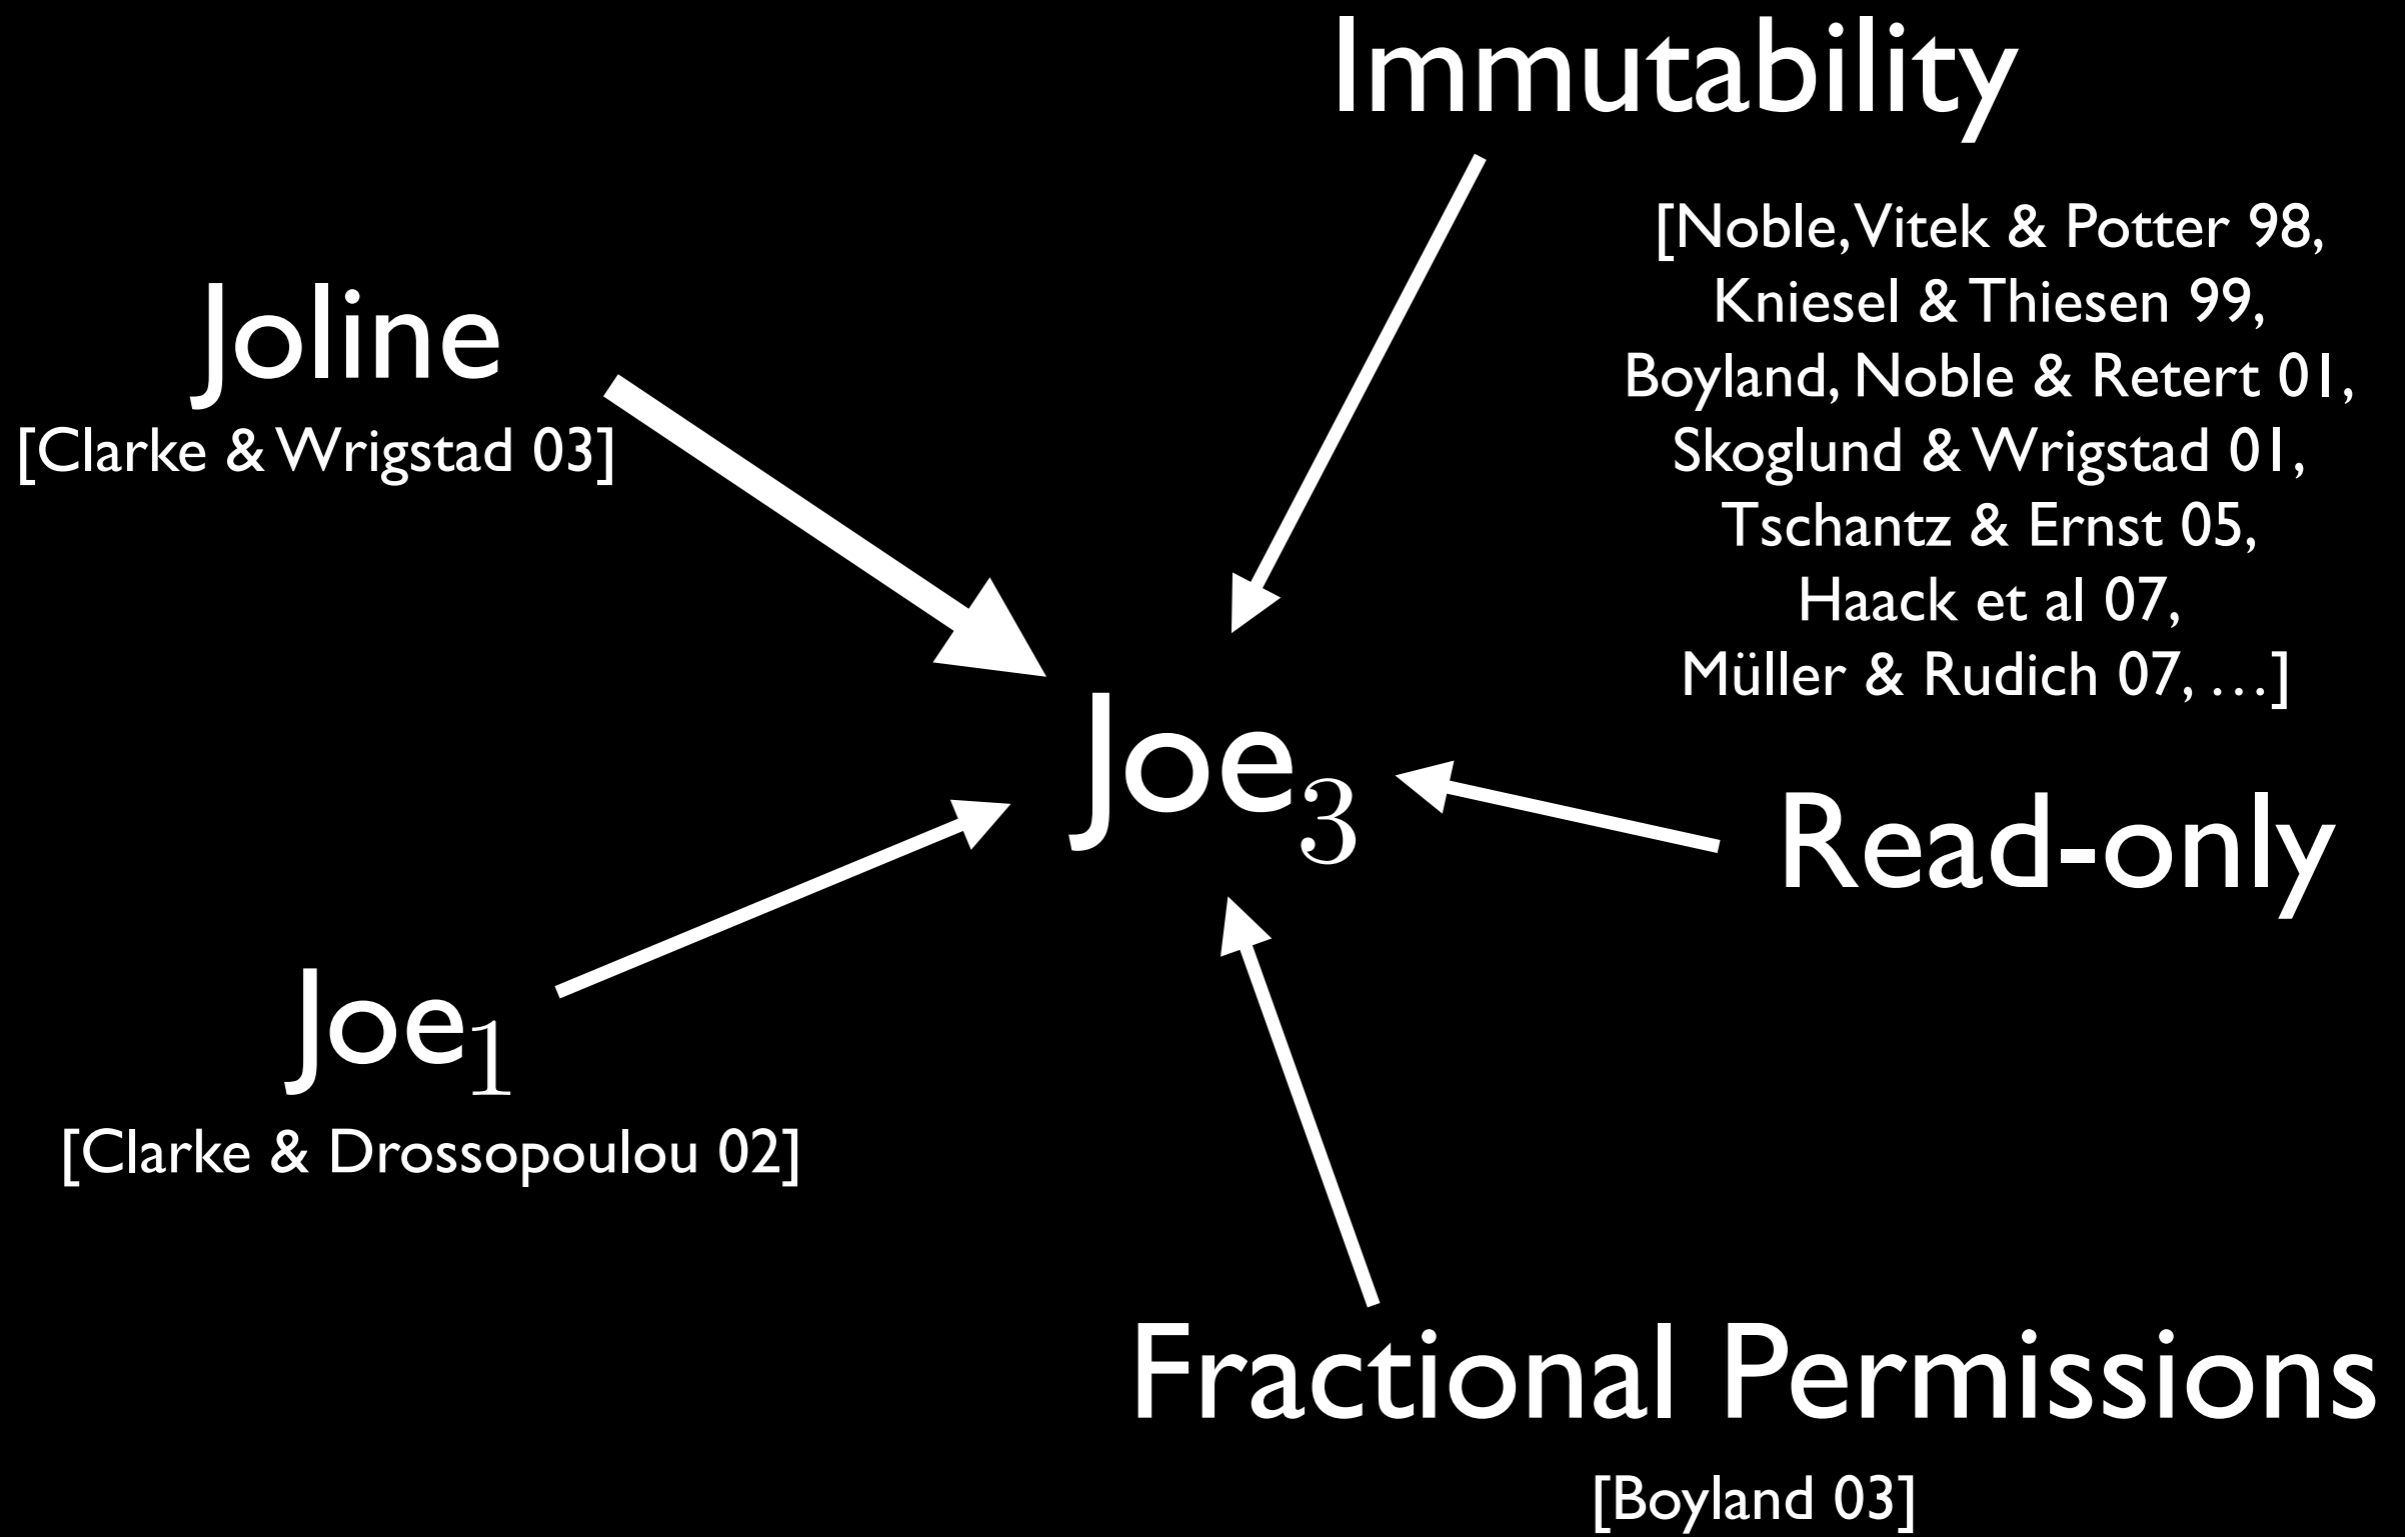 Immutability
[Noble, Vitek & Potter 98,
Kniesel & Thiesen 99,
Boyland, Noble & Retert 01,
Skoglund & Wrigstad 01,
Tschantz & Ernst 05,
Haack et al 07,
Müller & Rudich 07, …]
Joline
[Clarke & Wrigstad 03]
Joe₃
Read-only
Joe₁
[Clarke & Drossopoulou 02]
Fractional Permissions
[Boyland 03]